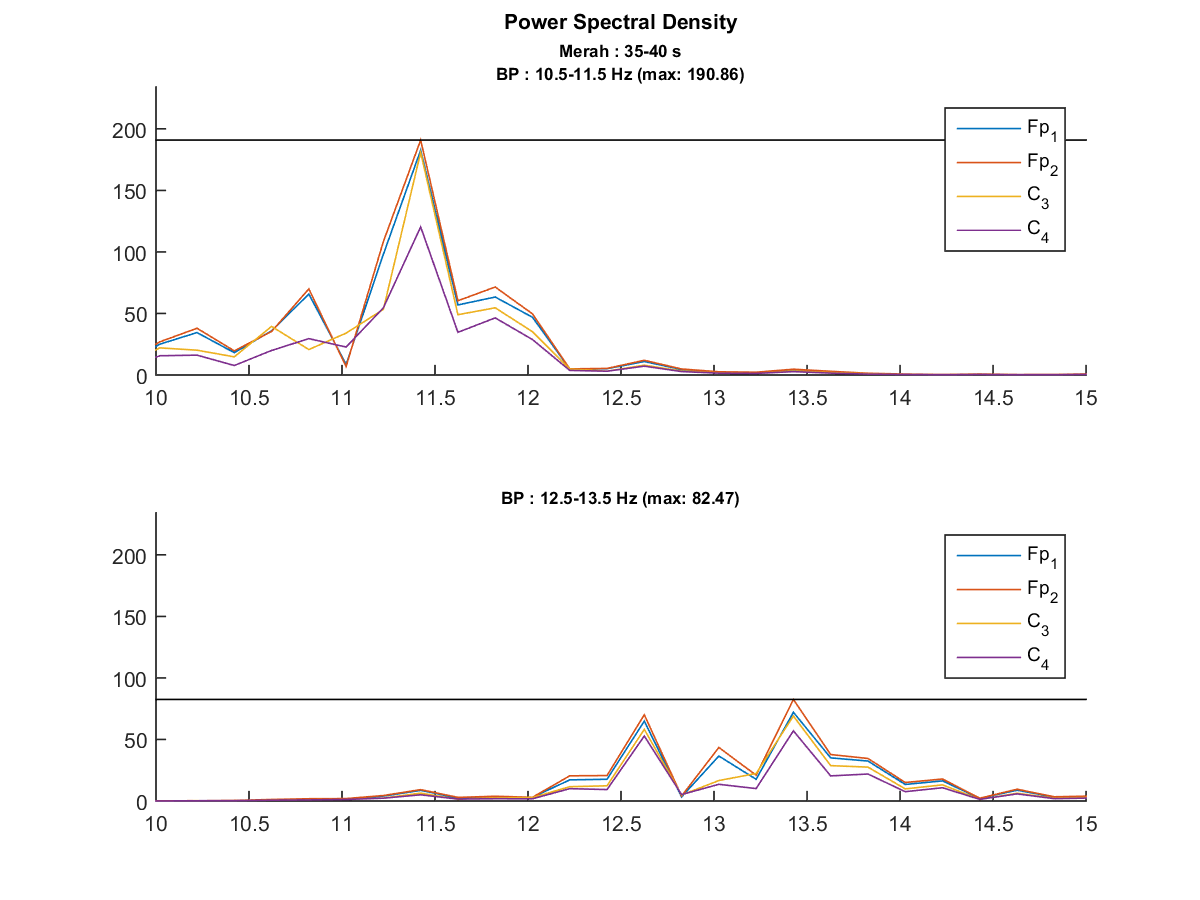 Power Spectral Density
Merah : 35-40 s
BP : 10.5-11.5 Hz (max: 190.86)
200
150
100
50
0
10 10.5 11 11.5 12 12.5 13 13.5 14 14.5 15
Fp1
Fp2
C3
C4
BP : 12.5-13.5 Hz (max: 82.47)
200
150
100
50
0
10 10.5 11 11.5 12 12.5 13 13.5 14 14.5 15
Fp1
Fp2
C3
C4